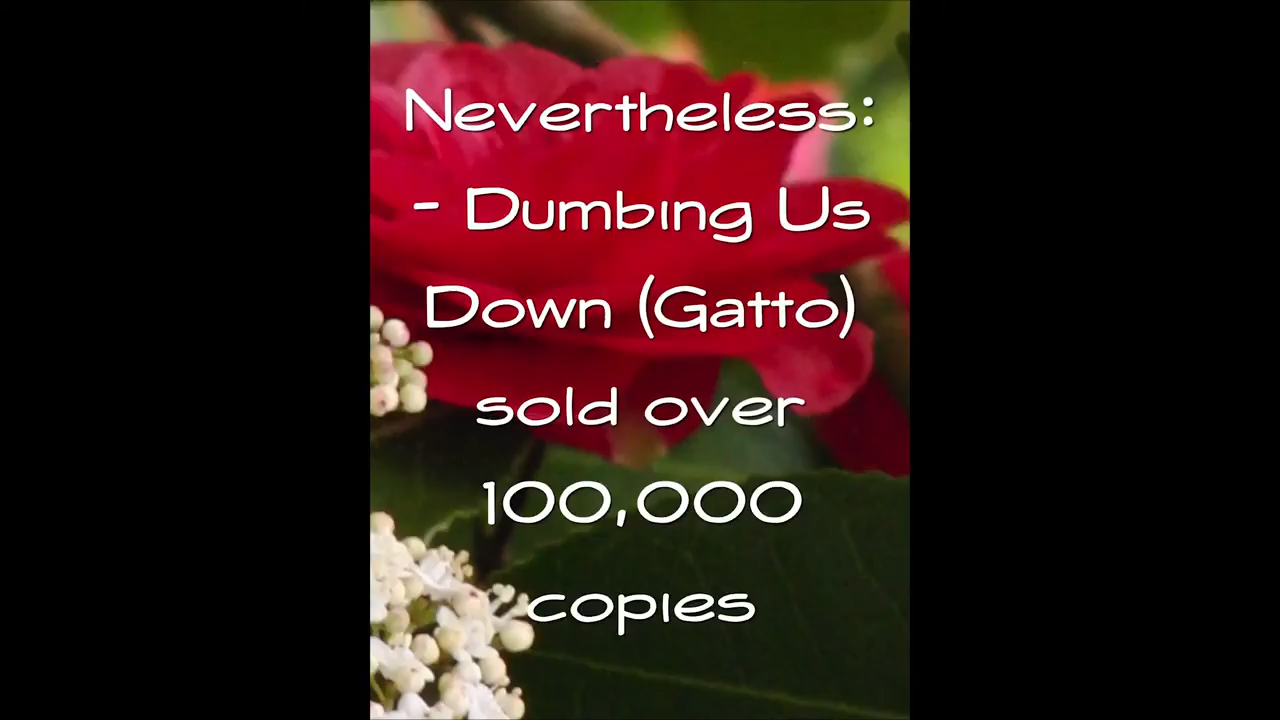 Nevertheless:
- Dumbing Us
Down (Gatto)
sold over
100,000
copies